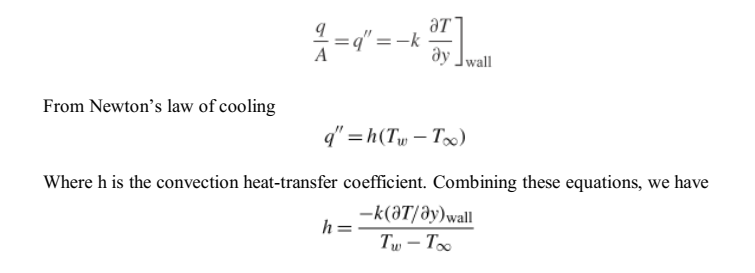 q/A = q″ = −k ∂T/∂y ]wall
From Newton’s law of cooling
q″ = h(Tw − T∞)
Where h is the convection heat-transfer coefficient. Combining these equations, we have
h = −k(∂T/∂y)wall / Tw − T∞